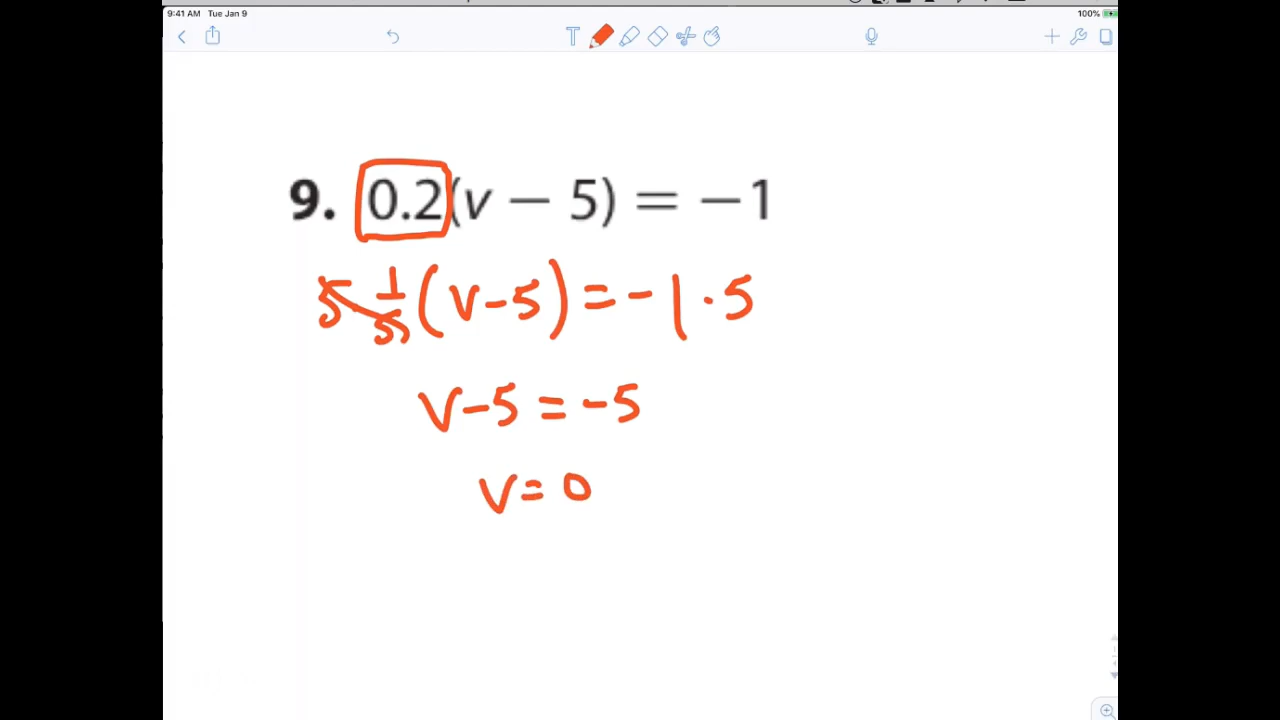 9:41 AM Tue Jan 9 100%
T
9. 0.2(v − 5) = −1
5 1/5 (v-5) = -1 · 5
v-5 = -5
v = 0